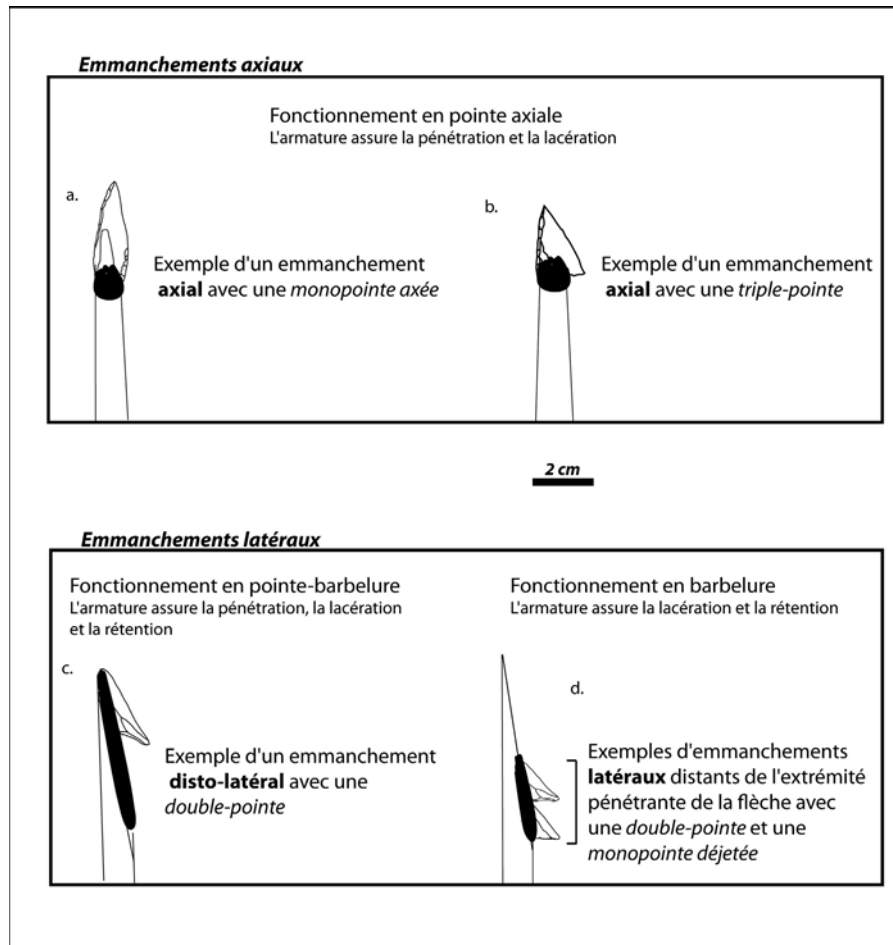 Emmanchements axiaux
Fonctionnement en pointe axiale
L'armature assure la pénétration et la lacération
a.
Exemple d'un emmanchement
axial avec une monopointe axée
b.
Exemple d'un emmanchement
axial avec une triple-pointe
2 cm
Emmanchements latéraux
Fonctionnement en pointe-barbelure
L'armature assure la pénétration, la lacération
et la rétention
c.
Exemple d'un emmanchement
disto-latéral avec une
double-pointe
Fonctionnement en barbelure
L'armature assure la lacération et la rétention
d.
Exemples d'emmanchements
latéraux distants de l'extrémité
pénétrante de la flèche avec
une double-pointe et une
monopointe déjetée